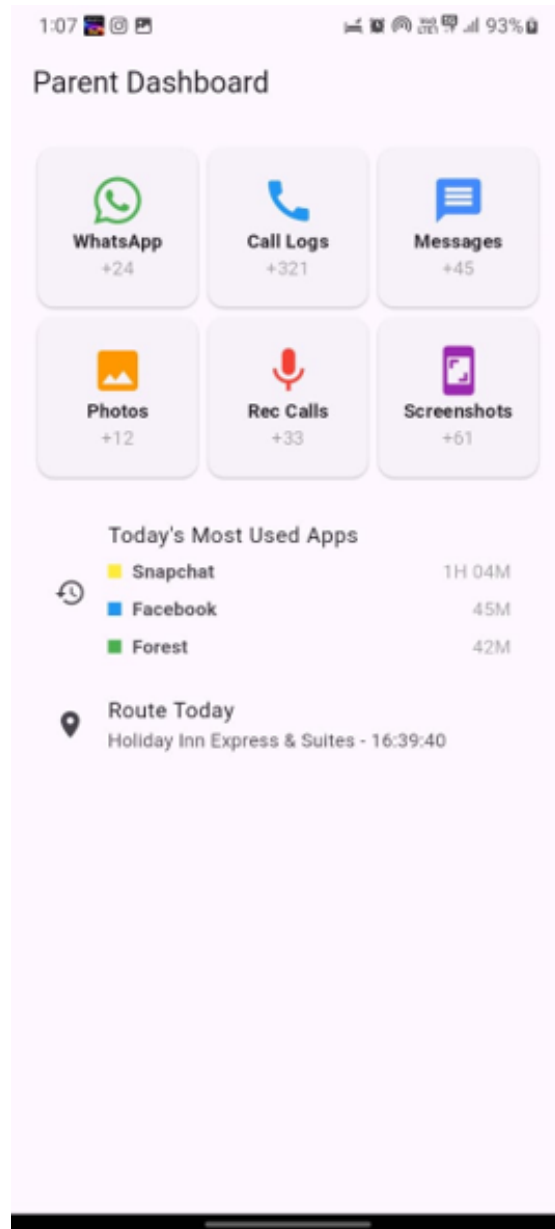 1:07 93%
Parent Dashboard
WhatsApp Call Logs Messages
+24 +321 +45
Photos Rec Calls Screenshots
+12 +33 +61
Today's Most Used Apps
Snapchat 1H 04M
Facebook 45M
Forest 42M
Route Today
Holiday Inn Express & Suites - 16:39:40